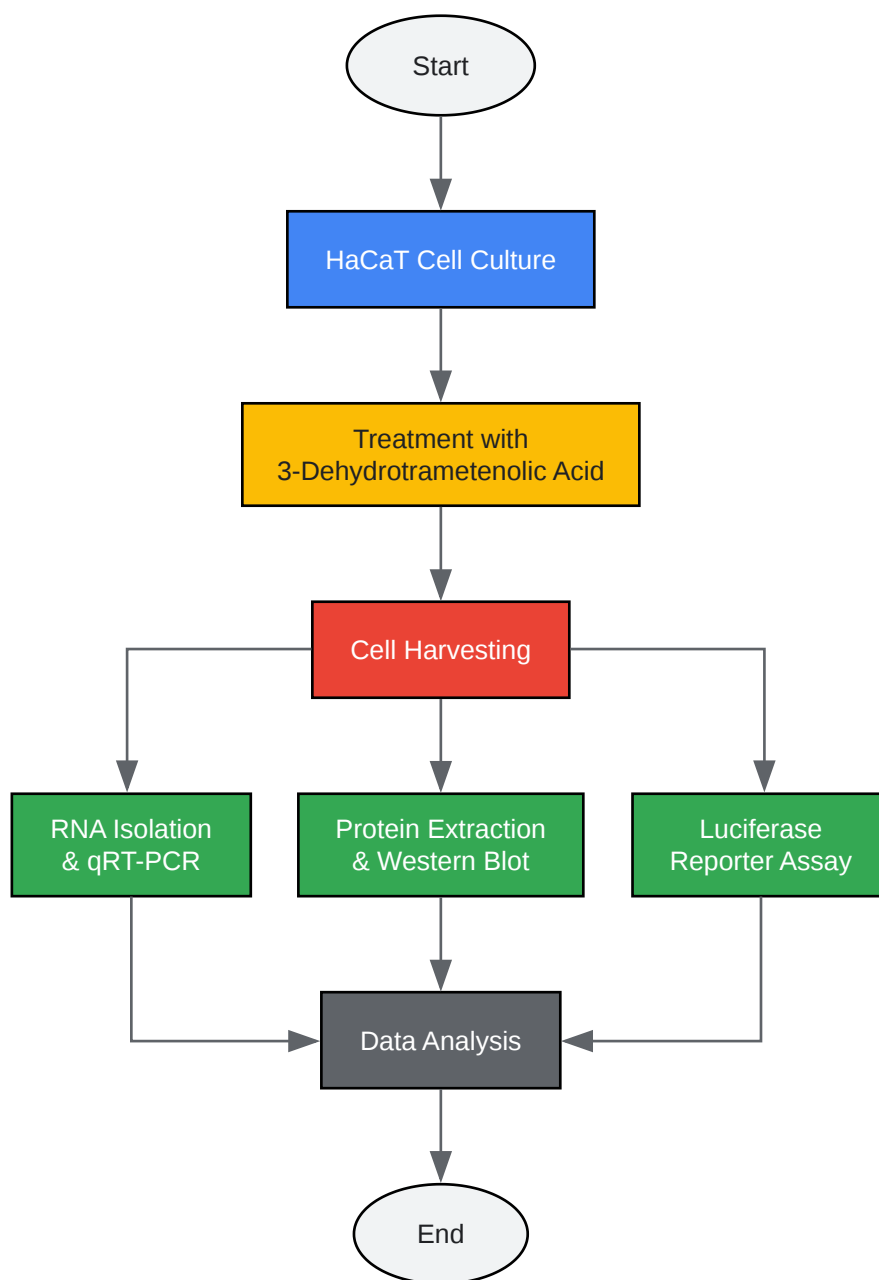 Start
HaCaT Cell Culture
Treatment with
3-Dehydrotrametenolic Acid
Cell Harvesting
RNA Isolation
& qRT-PCR
Protein Extraction
& Western Blot
Luciferase
Reporter Assay
Data Analysis
End